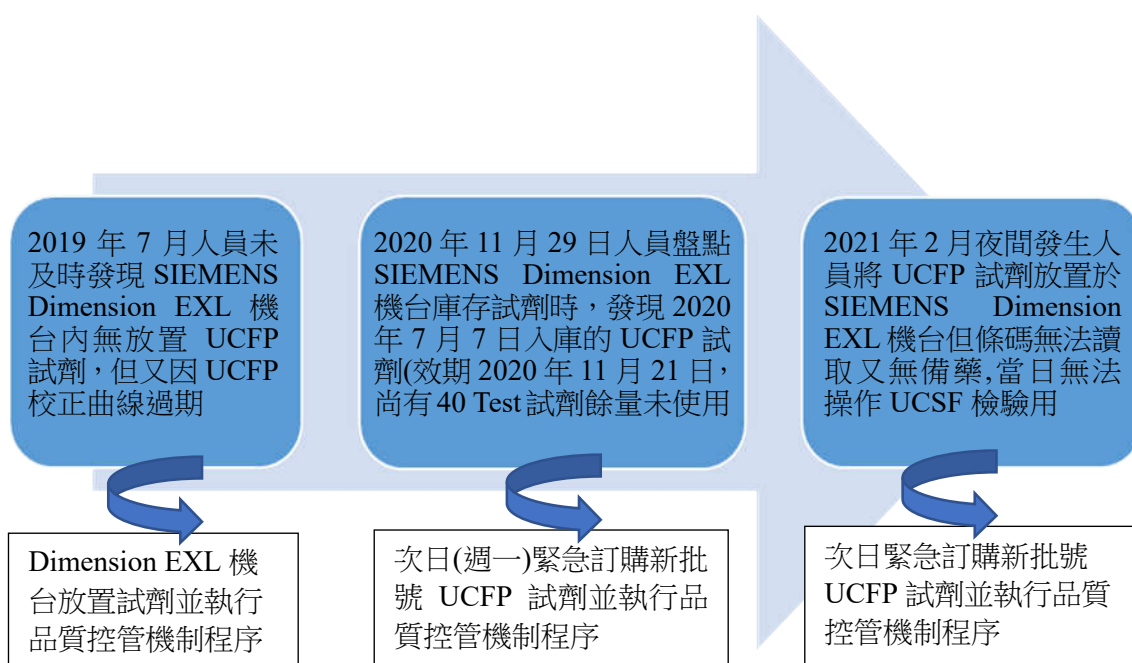 2019 年 7 月人員未
及時發現 SIEMENS
Dimension EXL 機
台內無放置 UCFP
試劑，但又因 UCFP
校正曲線過期
Dimension EXL 機
台放置試劑並執行
品質控管機制程序
2020 年 11 月 29 日人員盤點
SIEMENS Dimension EXL
機台庫存試劑時，發現 2020
年 7 月 7 日入庫的 UCFP 試
劑(效期 2020 年 11 月 21 日，
尚有 40 Test 試劑餘量未使用
次日(週一)緊急訂購新批
號 UCFP 試劑並執行品
質控管機制程序
2021 年 2 月夜間發生人
員將 UCFP 試劑放置於
SIEMENS Dimension
EXL 機台但條碼無法讀
取又無備藥,當日無法
操作 UCSF 檢驗用
次日緊急訂購新批號
UCFP 試劑並執行品質
控管機制程序